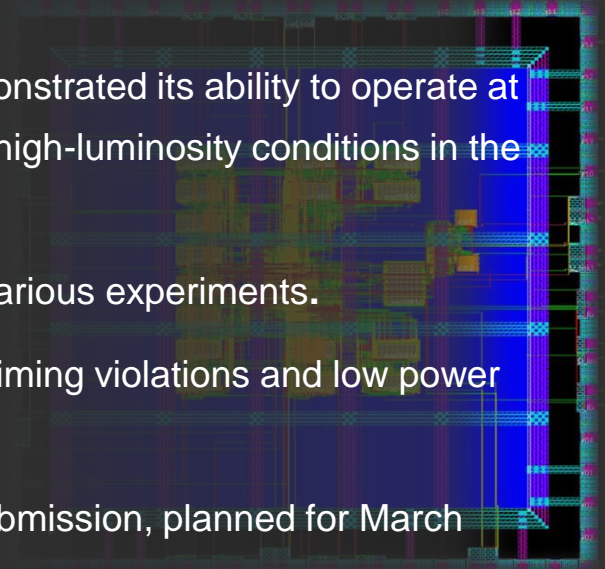 onstrated its ability to operate at
high-luminosity conditions in the
arious experiments.
iming violations and low power
bmission, planned for March